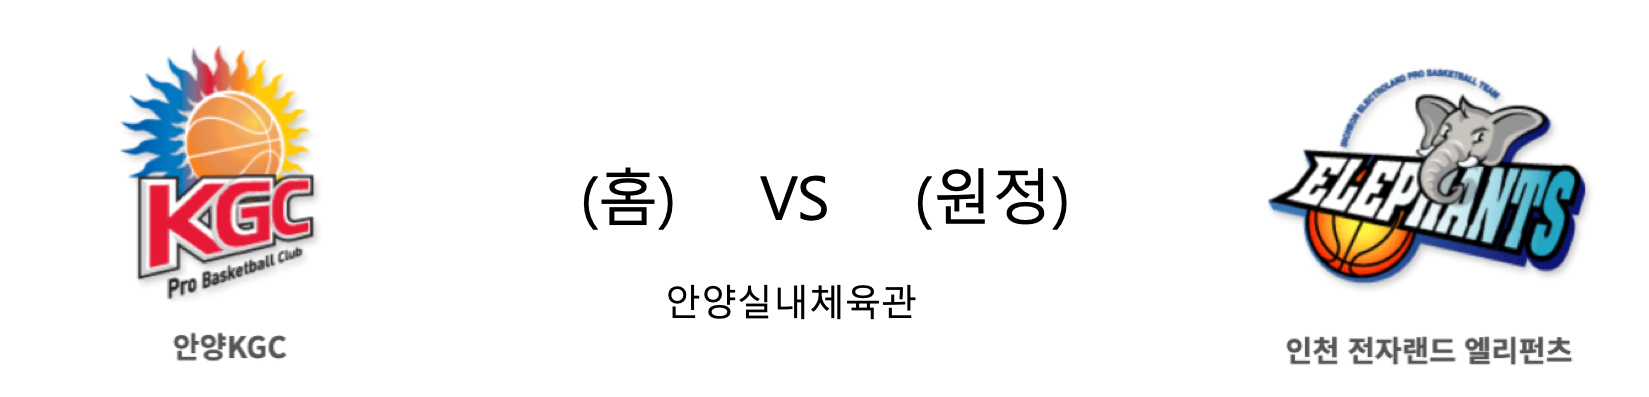 INCHEON ELECTROLAND PRO BASKETBALL TEAM
KGC
Pro Basketball Club
ELEPHANTS
(홈) VS (원정)
안양실내체육관
안양KGC
인천 전자랜드 엘리펀츠